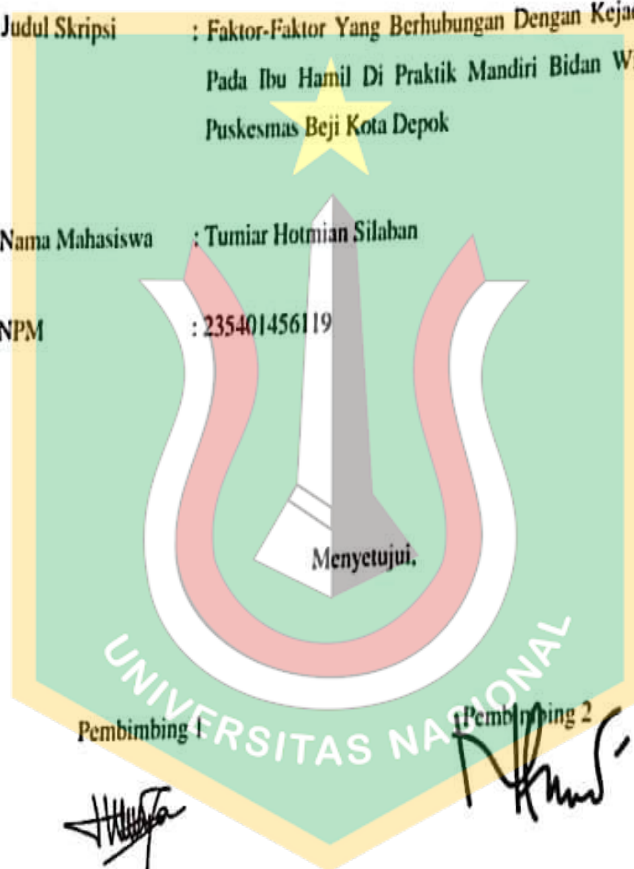 Judul Skripsi : Faktor-Faktor Yang Berhubungan Dengan
Pada Ibu Hamil Di Praktik Mandiri Bidan
Puskesmas Beji Kota Depok
Nama Mahasiswa : Tumiar Hotmian Silaban
NPM : 235401456119
Menyetujui,
Pembimbing 1
Pembimbing 2
UNIVERSITAS NASIONAL